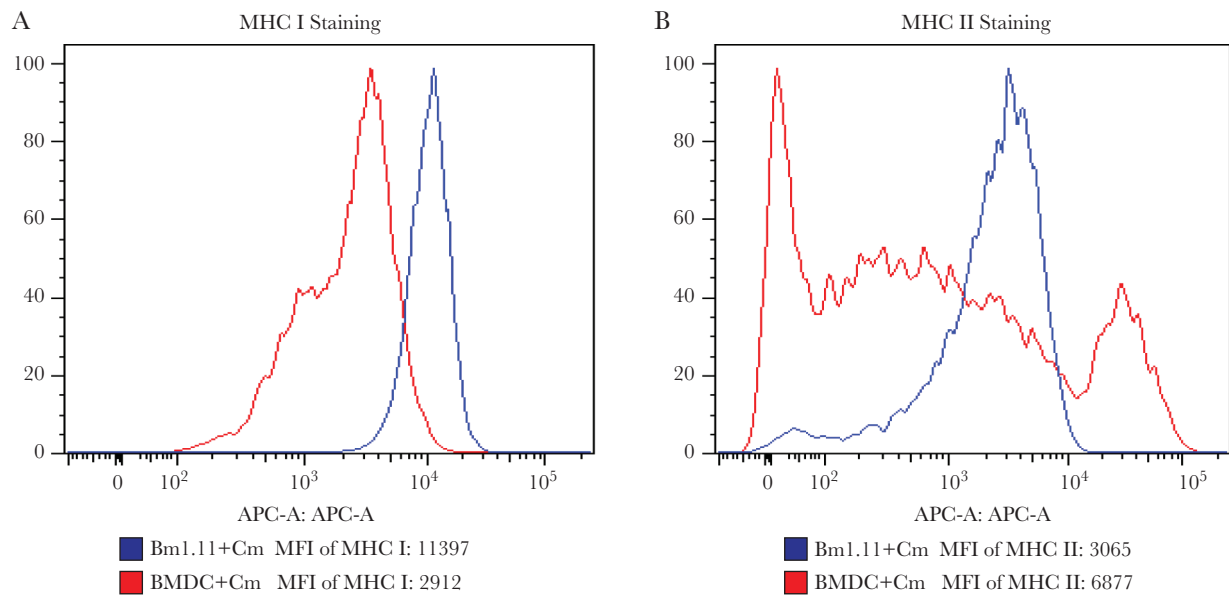 A
MHC I Staining
100
80
60
40
20
0
0 10² 10³ 10⁴ 10⁵
APC-A: APC-A
Bm1.11+Cm MFI of MHC I: 11397
BMDC+Cm MFI of MHC I: 2912
B
MHC II Staining
100
80
60
40
20
0
0 10² 10³ 10⁴ 10⁵
APC-A: APC-A
Bm1.11+Cm MFI of MHC II: 3065
BMDC+Cm MFI of MHC II: 6877